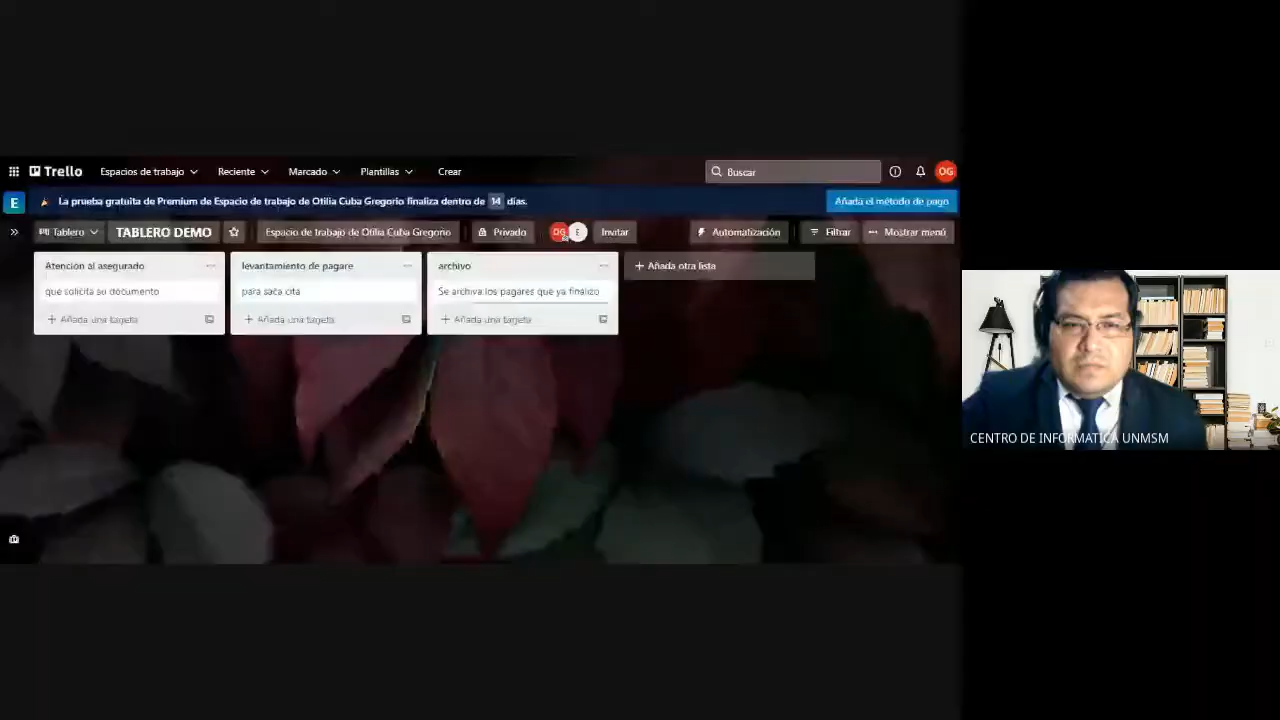 Trello Espacios de trabajo Reciente Marcado Plantillas Crear Buscar OG
E La prueba gratuita de Premium de Espacio de trabajo de Otilia Cuba Gregorio finaliza dentro de 14 días. Añada el método de pago
Tablero TABLERO DEMO Espacio de trabajo de Otilia Cuba Gregorio Privado OG E Invitar Automatización Filtrar Mostrar menú
Atención al asegurado levantamiento de pagare archivo + Añada otra lista
que solicita su documento para saca cita Se archiva los pagares que ya finalizo
+ Añada una tarjeta + Añada una tarjeta + Añada una tarjeta
CENTRO DE INFORMATICA UNMSM